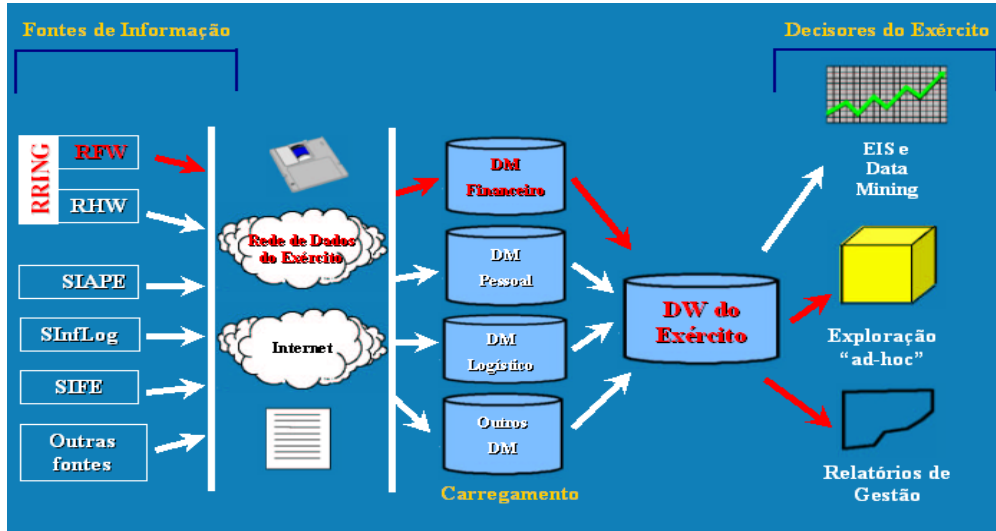 Fontes de Informação
Decisores do Exército
RRING
RFW
RHW
SIAPE
SInfLog
SIFE
Outras
fontes
Rede de Dados
do Exército
Internet
DM
Financeiro
DM
Pessoal
DM
Logístico
Outros
DM
Carregamento
DW do
Exército
EIS e
Data
Mining
Exploração
“ad-hoc”
Relatórios de
Gestão